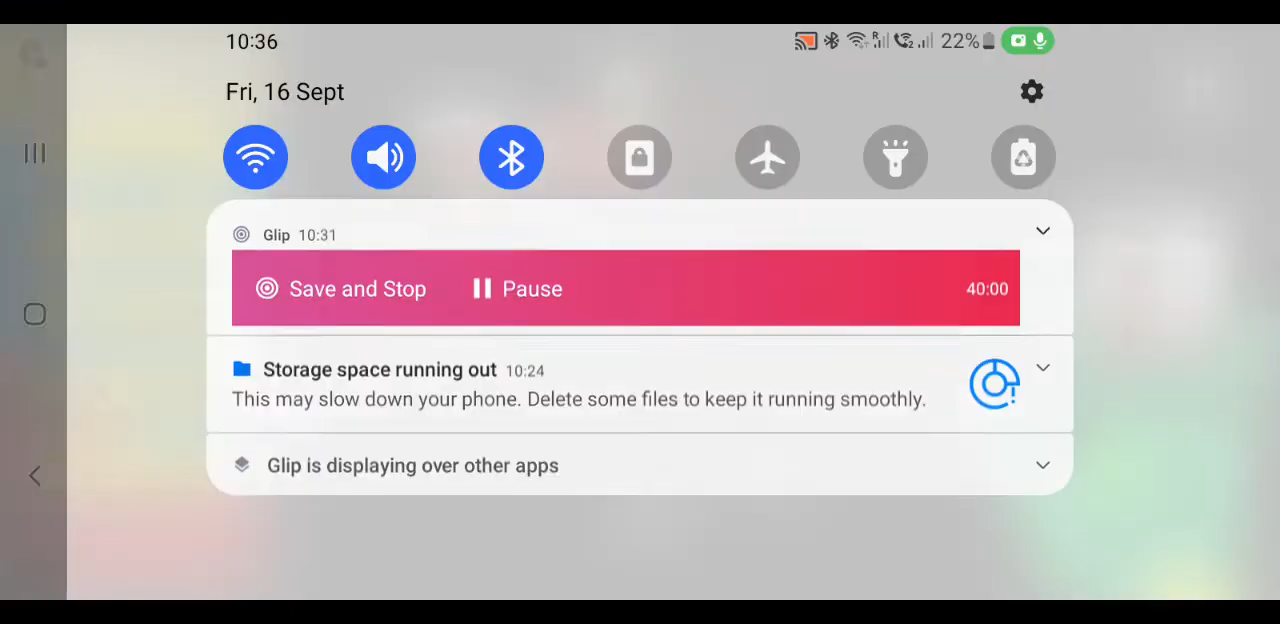 10:36
R 2 22%
Fri, 16 Sept
Glip 10:31
Save and Stop Pause 40:00
Storage space running out 10:24
This may slow down your phone. Delete some files to keep it running smoothly.
Glip is displaying over other apps